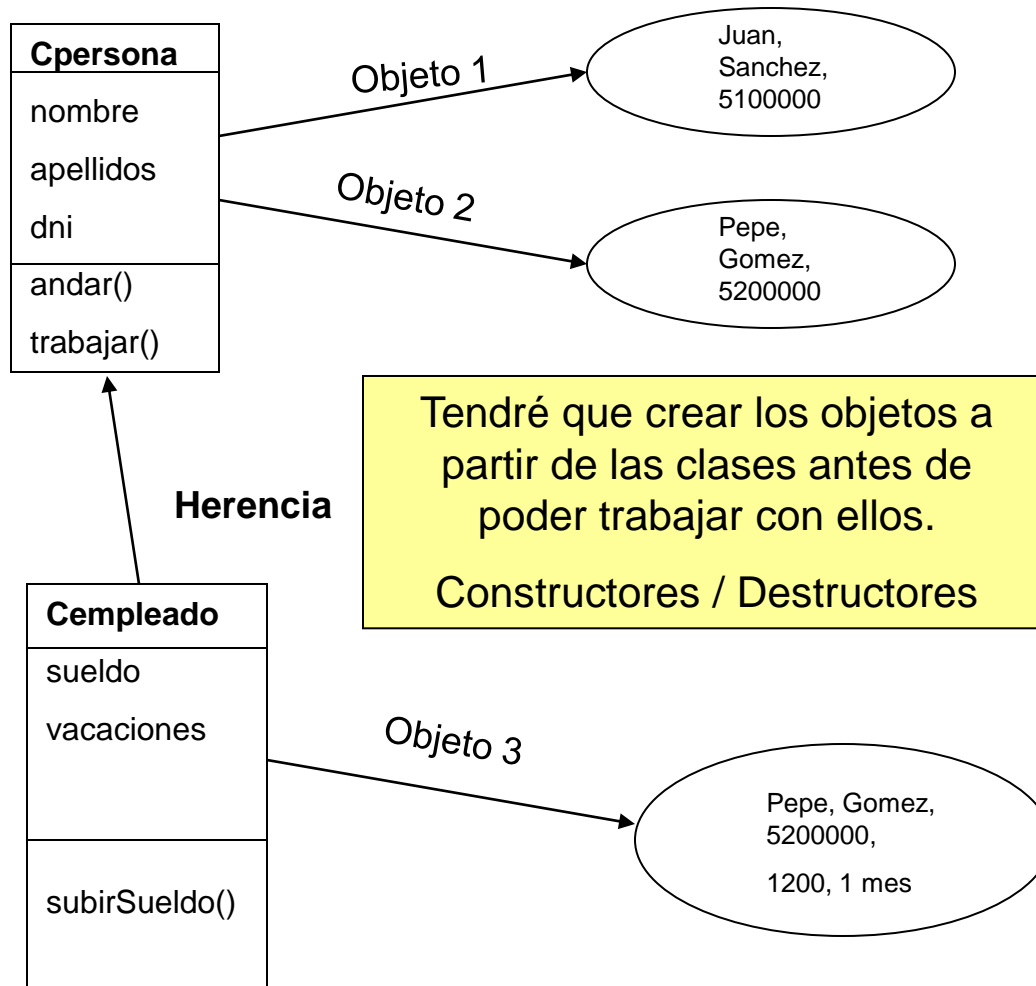 Cpersona
nombre
apellidos
dni
andar()
trabajar()
Objeto 1
Juan,
Sanchez,
5100000
Objeto 2
Pepe,
Gomez,
5200000
Herencia
Tendré que crear los objetos a
partir de las clases antes de
poder trabajar con ellos.
Constructores / Destructores
Cempleado
sueldo
vacaciones
subirSueldo()
Objeto 3
Pepe, Gomez,
5200000,
1200, 1 mes